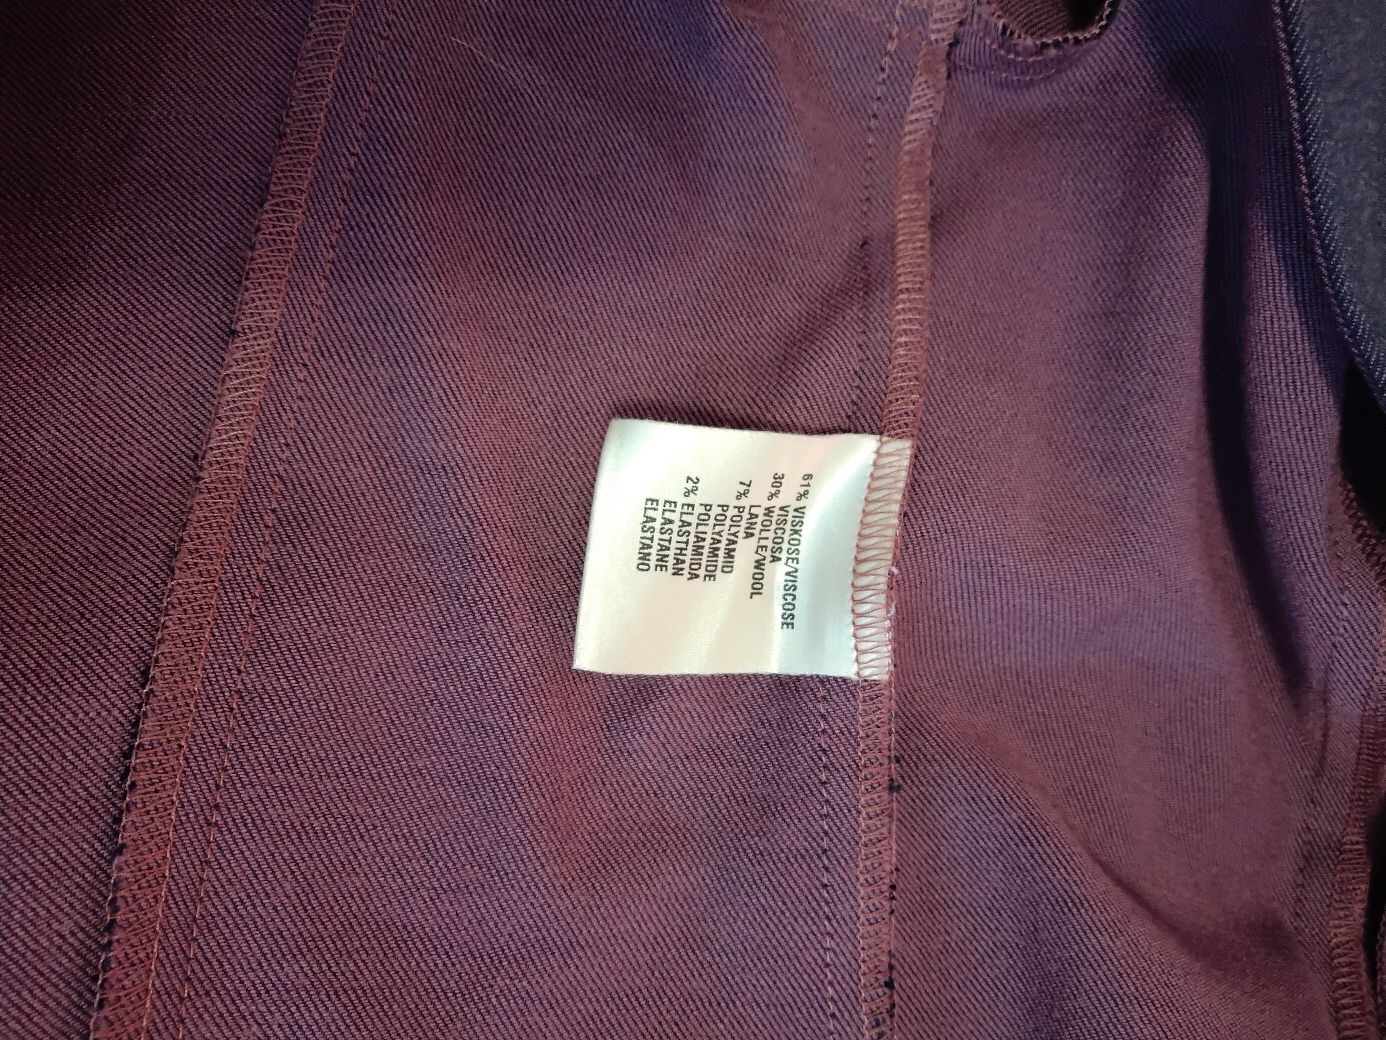 61% VISKOSE/VISCOSE
VISCOSA
30% WOLLE/WOOL
LANA
7% POLYAMID
POLYAMIDE
POLIAMIDA
2% ELASTHAN
ELASTANE
ELASTANO